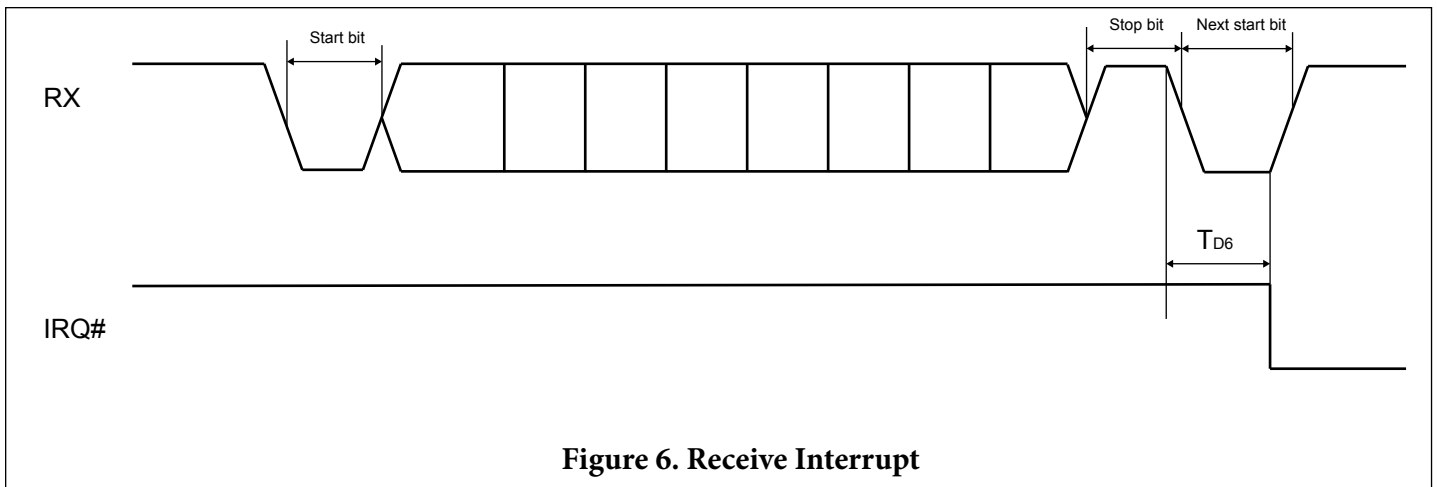 Start bit
Stop bit
Next start bit
RX
TD6
IRQ#
Figure 6. Receive Interrupt